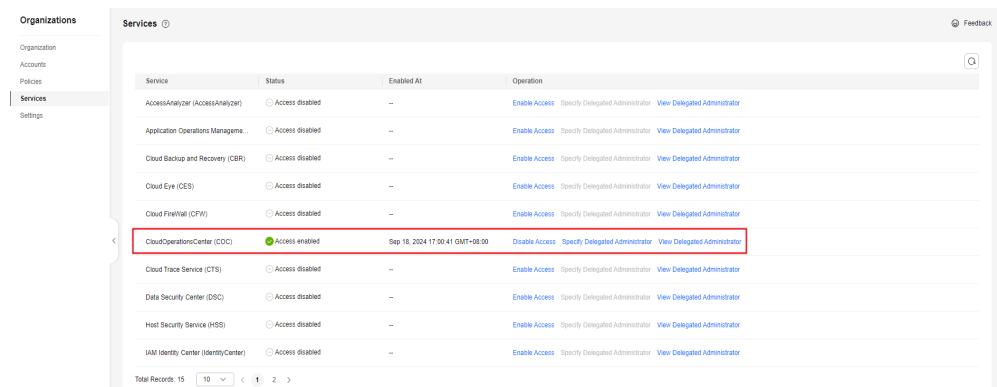 Organizations
Organization
Accounts
Policies
Services
Settings
Services
Feedback
Service Status Enabled At Operation
AccessAnalyzer (AccessAnalyzer) Access disabled -- Enable Access Specify Delegated Administrator View Delegated Administrator
Application Operations Manageme... Access disabled -- Enable Access Specify Delegated Administrator View Delegated Administrator
Cloud Backup and Recovery (CBR) Access disabled -- Enable Access Specify Delegated Administrator View Delegated Administrator
Cloud Eye (CES) Access disabled -- Enable Access Specify Delegated Administrator View Delegated Administrator
Cloud FireWall (CFW) Access disabled -- Enable Access Specify Delegated Administrator View Delegated Administrator
CloudOperationsCenter (COC) Access enabled Sep 18, 2024 17:00:41 GMT+08:00 Disable Access Specify Delegated Administrator View Delegated Administrator
Cloud Trace Service (CTS) Access disabled -- Enable Access Specify Delegated Administrator View Delegated Administrator
Data Security Center (DSC) Access disabled -- Enable Access Specify Delegated Administrator View Delegated Administrator
Host Security Service (HSS) Access disabled -- Enable Access Specify Delegated Administrator View Delegated Administrator
IAM Identity Center (IdentityCenter) Access disabled -- Enable Access Specify Delegated Administrator View Delegated Administrator
Total Records: 15 10 < 1 2 >